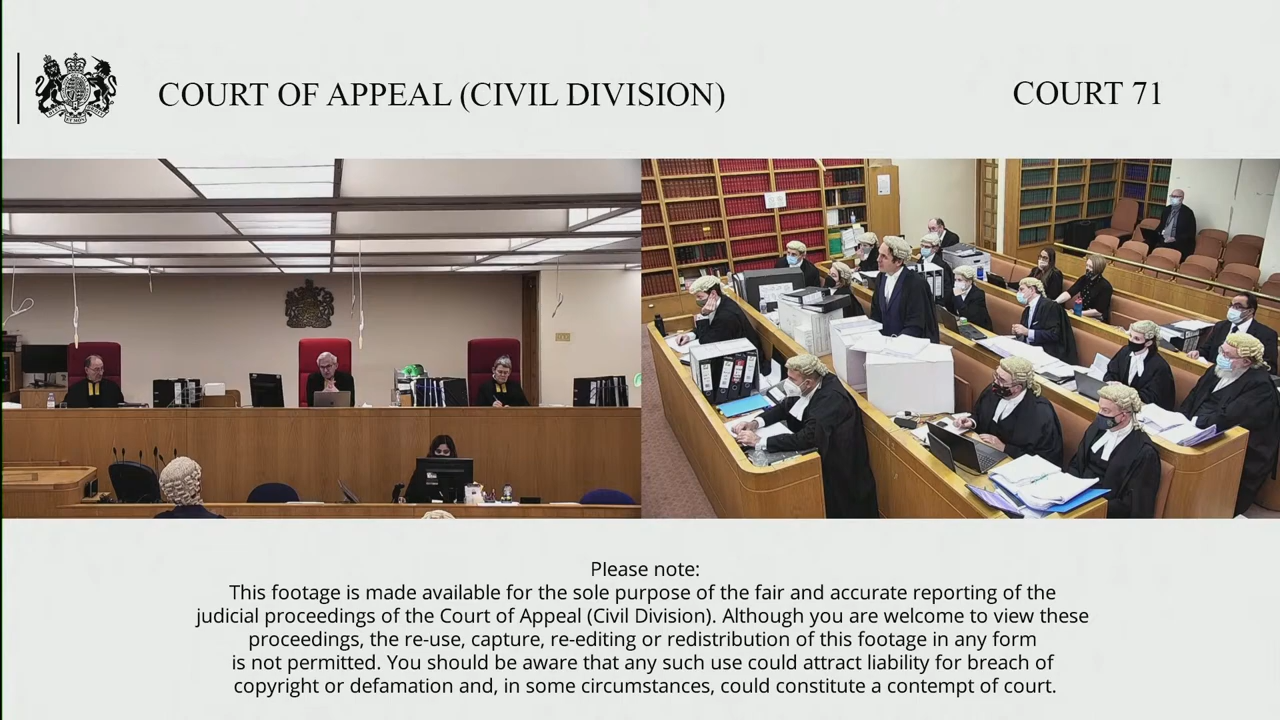 COURT OF APPEAL (CIVIL DIVISION)
COURT 71
Please note:
This footage is made available for the sole purpose of the fair and accurate reporting of the
judicial proceedings of the Court of Appeal (Civil Division). Although you are welcome to view these
proceedings, the re-use, capture, re-editing or redistribution of this footage in any form
is not permitted. You should be aware that any such use could attract liability for breach of
copyright or defamation and, in some circumstances, could constitute a contempt of court.